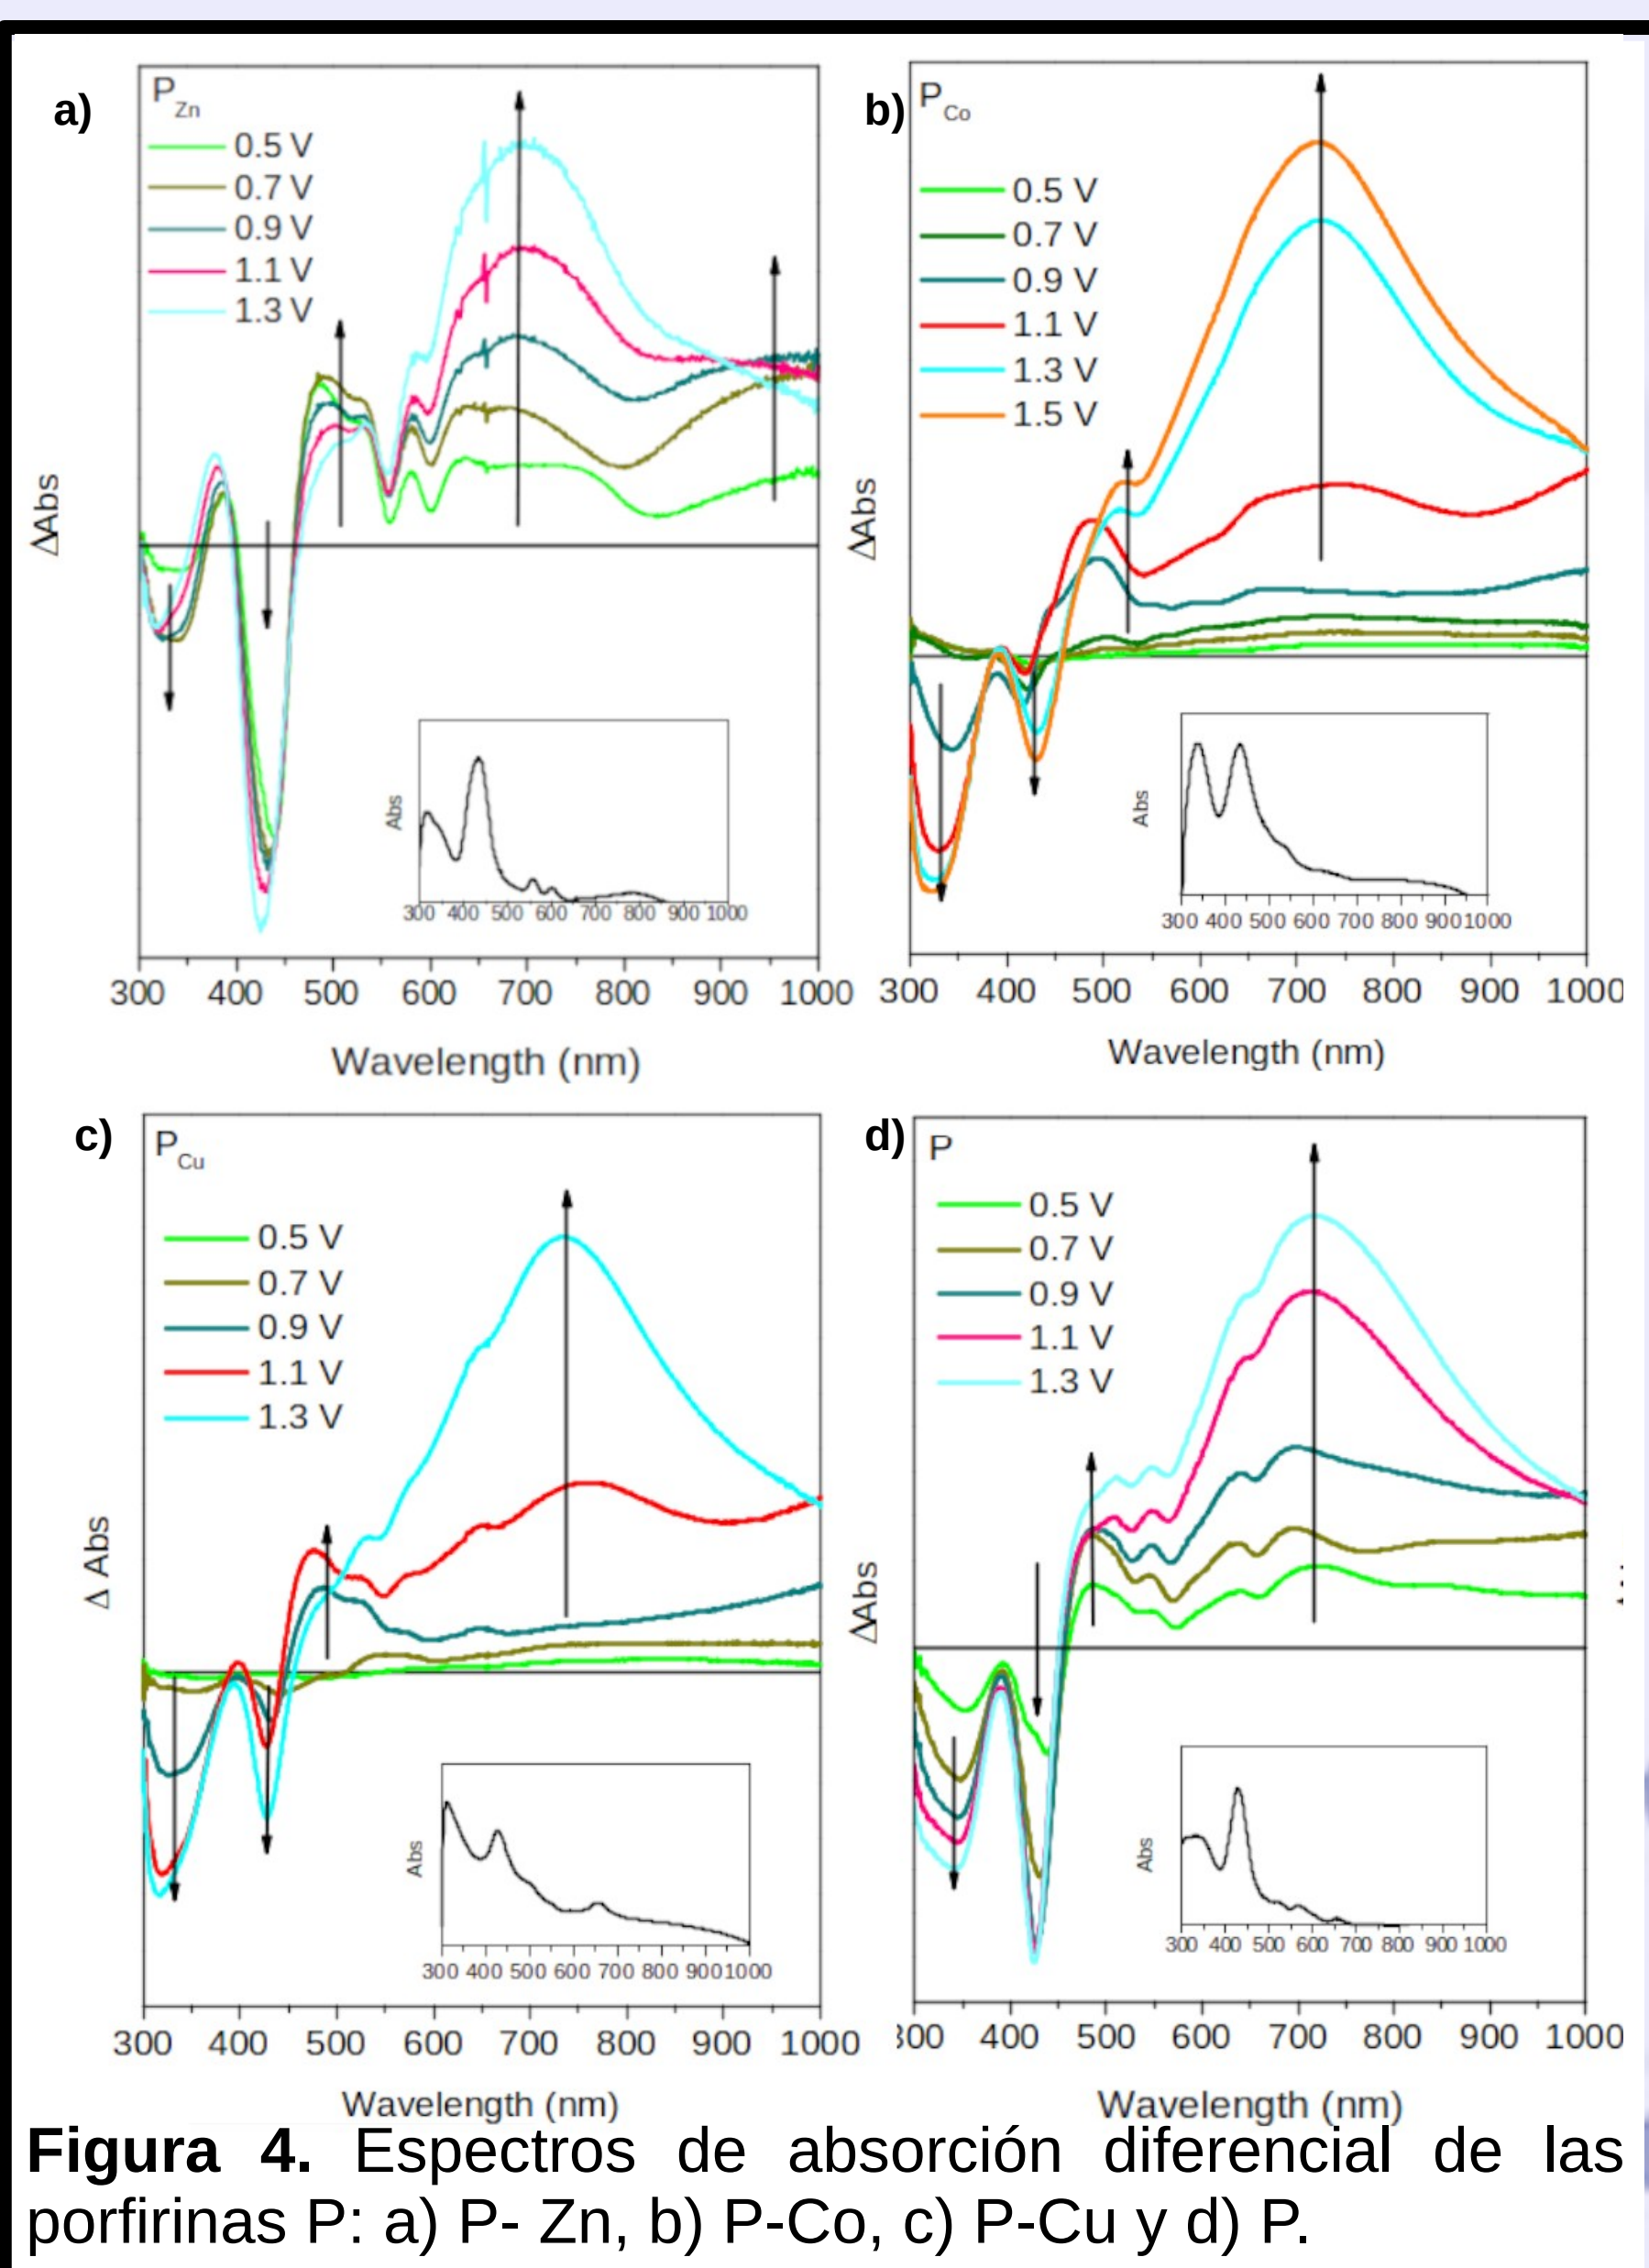 a)
P Zn
0.5 V
0.7 V
0.9 V
1.1 V
1.3 V
ΔAbs
Abs
300 400 500 600 700 800 900 1000
300 400 500 600 700 800 900 1000
Wavelength (nm)
b)
P Co
0.5 V
0.7 V
0.9 V
1.1 V
1.3 V
1.5 V
ΔAbs
Abs
300 400 500 600 700 800 900 1000
300 400 500 600 700 800 900 1000
Wavelength (nm)
c)
P Cu
0.5 V
0.7 V
0.9 V
1.1 V
1.3 V
Δ Abs
Abs
300 400 500 600 700 800 900 1000
300 400 500 600 700 800 900 1000
Wavelength (nm)
d)
P
0.5 V
0.7 V
0.9 V
1.1 V
1.3 V
ΔAbs
Abs
300 400 500 600 700 800 900 1000
300 400 500 600 700 800 900 1000
Wavelength (nm)
Figura 4. Espectros de absorción diferencial de las
porfirinas P: a) P- Zn, b) P-Co, c) P-Cu y d) P.